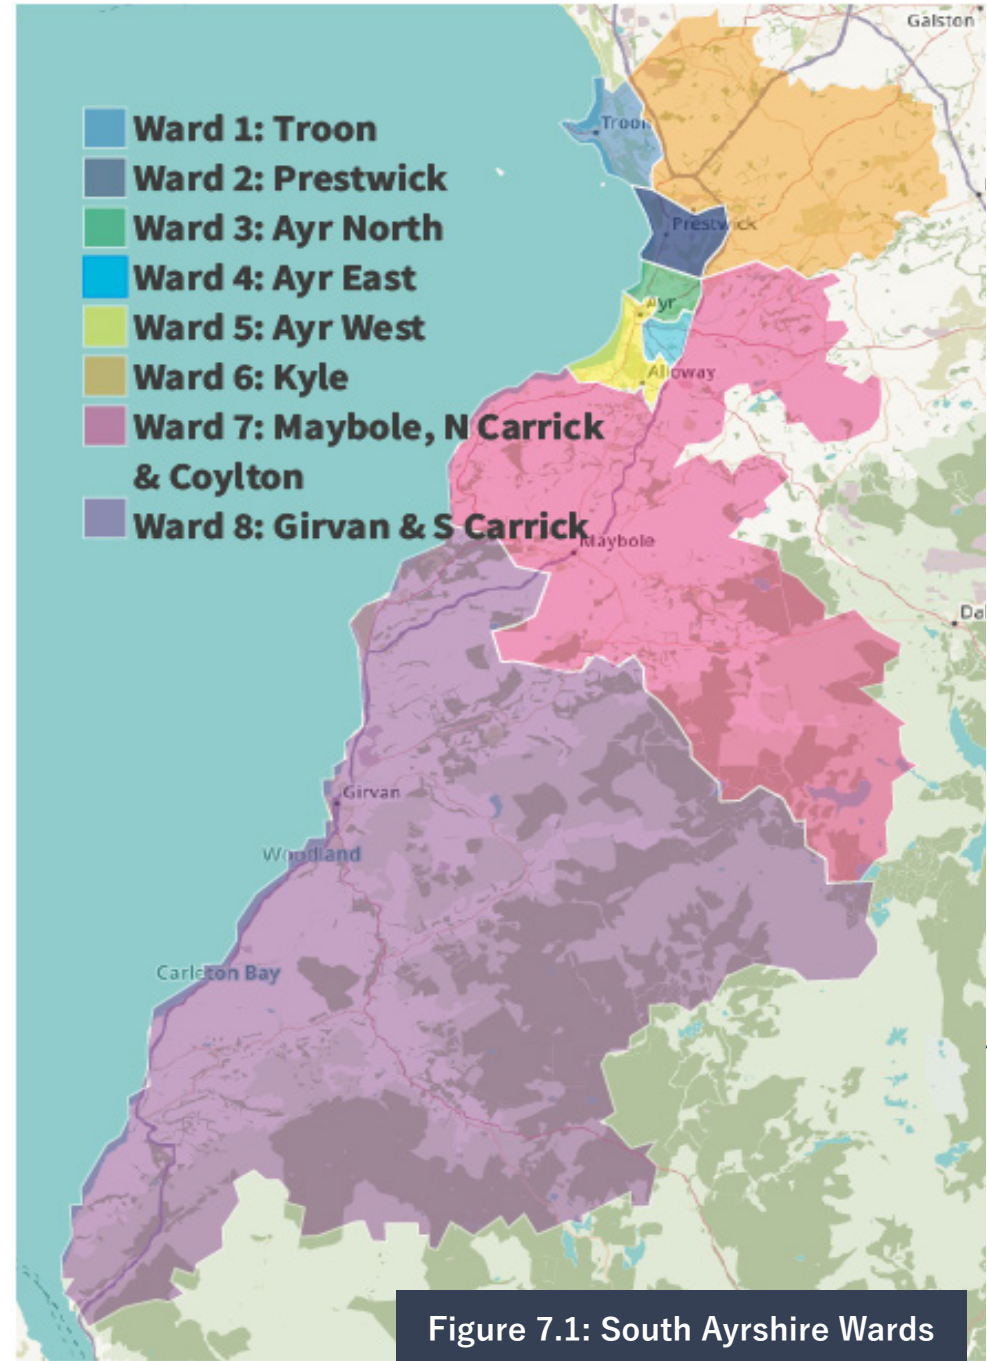 Galston
Troon
Ward 1: Troon
Ward 2: Prestwick
Ward 3: Ayr North
Ward 4: Ayr East
Ward 5: Ayr West
Ward 6: Kyle
Ward 7: Maybole, N Carrick
& Coylton
Ward 8: Girvan & S Carrick
Prestwick
Ayr
Alloway
Maybole
Dal
Girvan
Woodland
Carleton Bay
Figure 7.1: South Ayrshire Wards